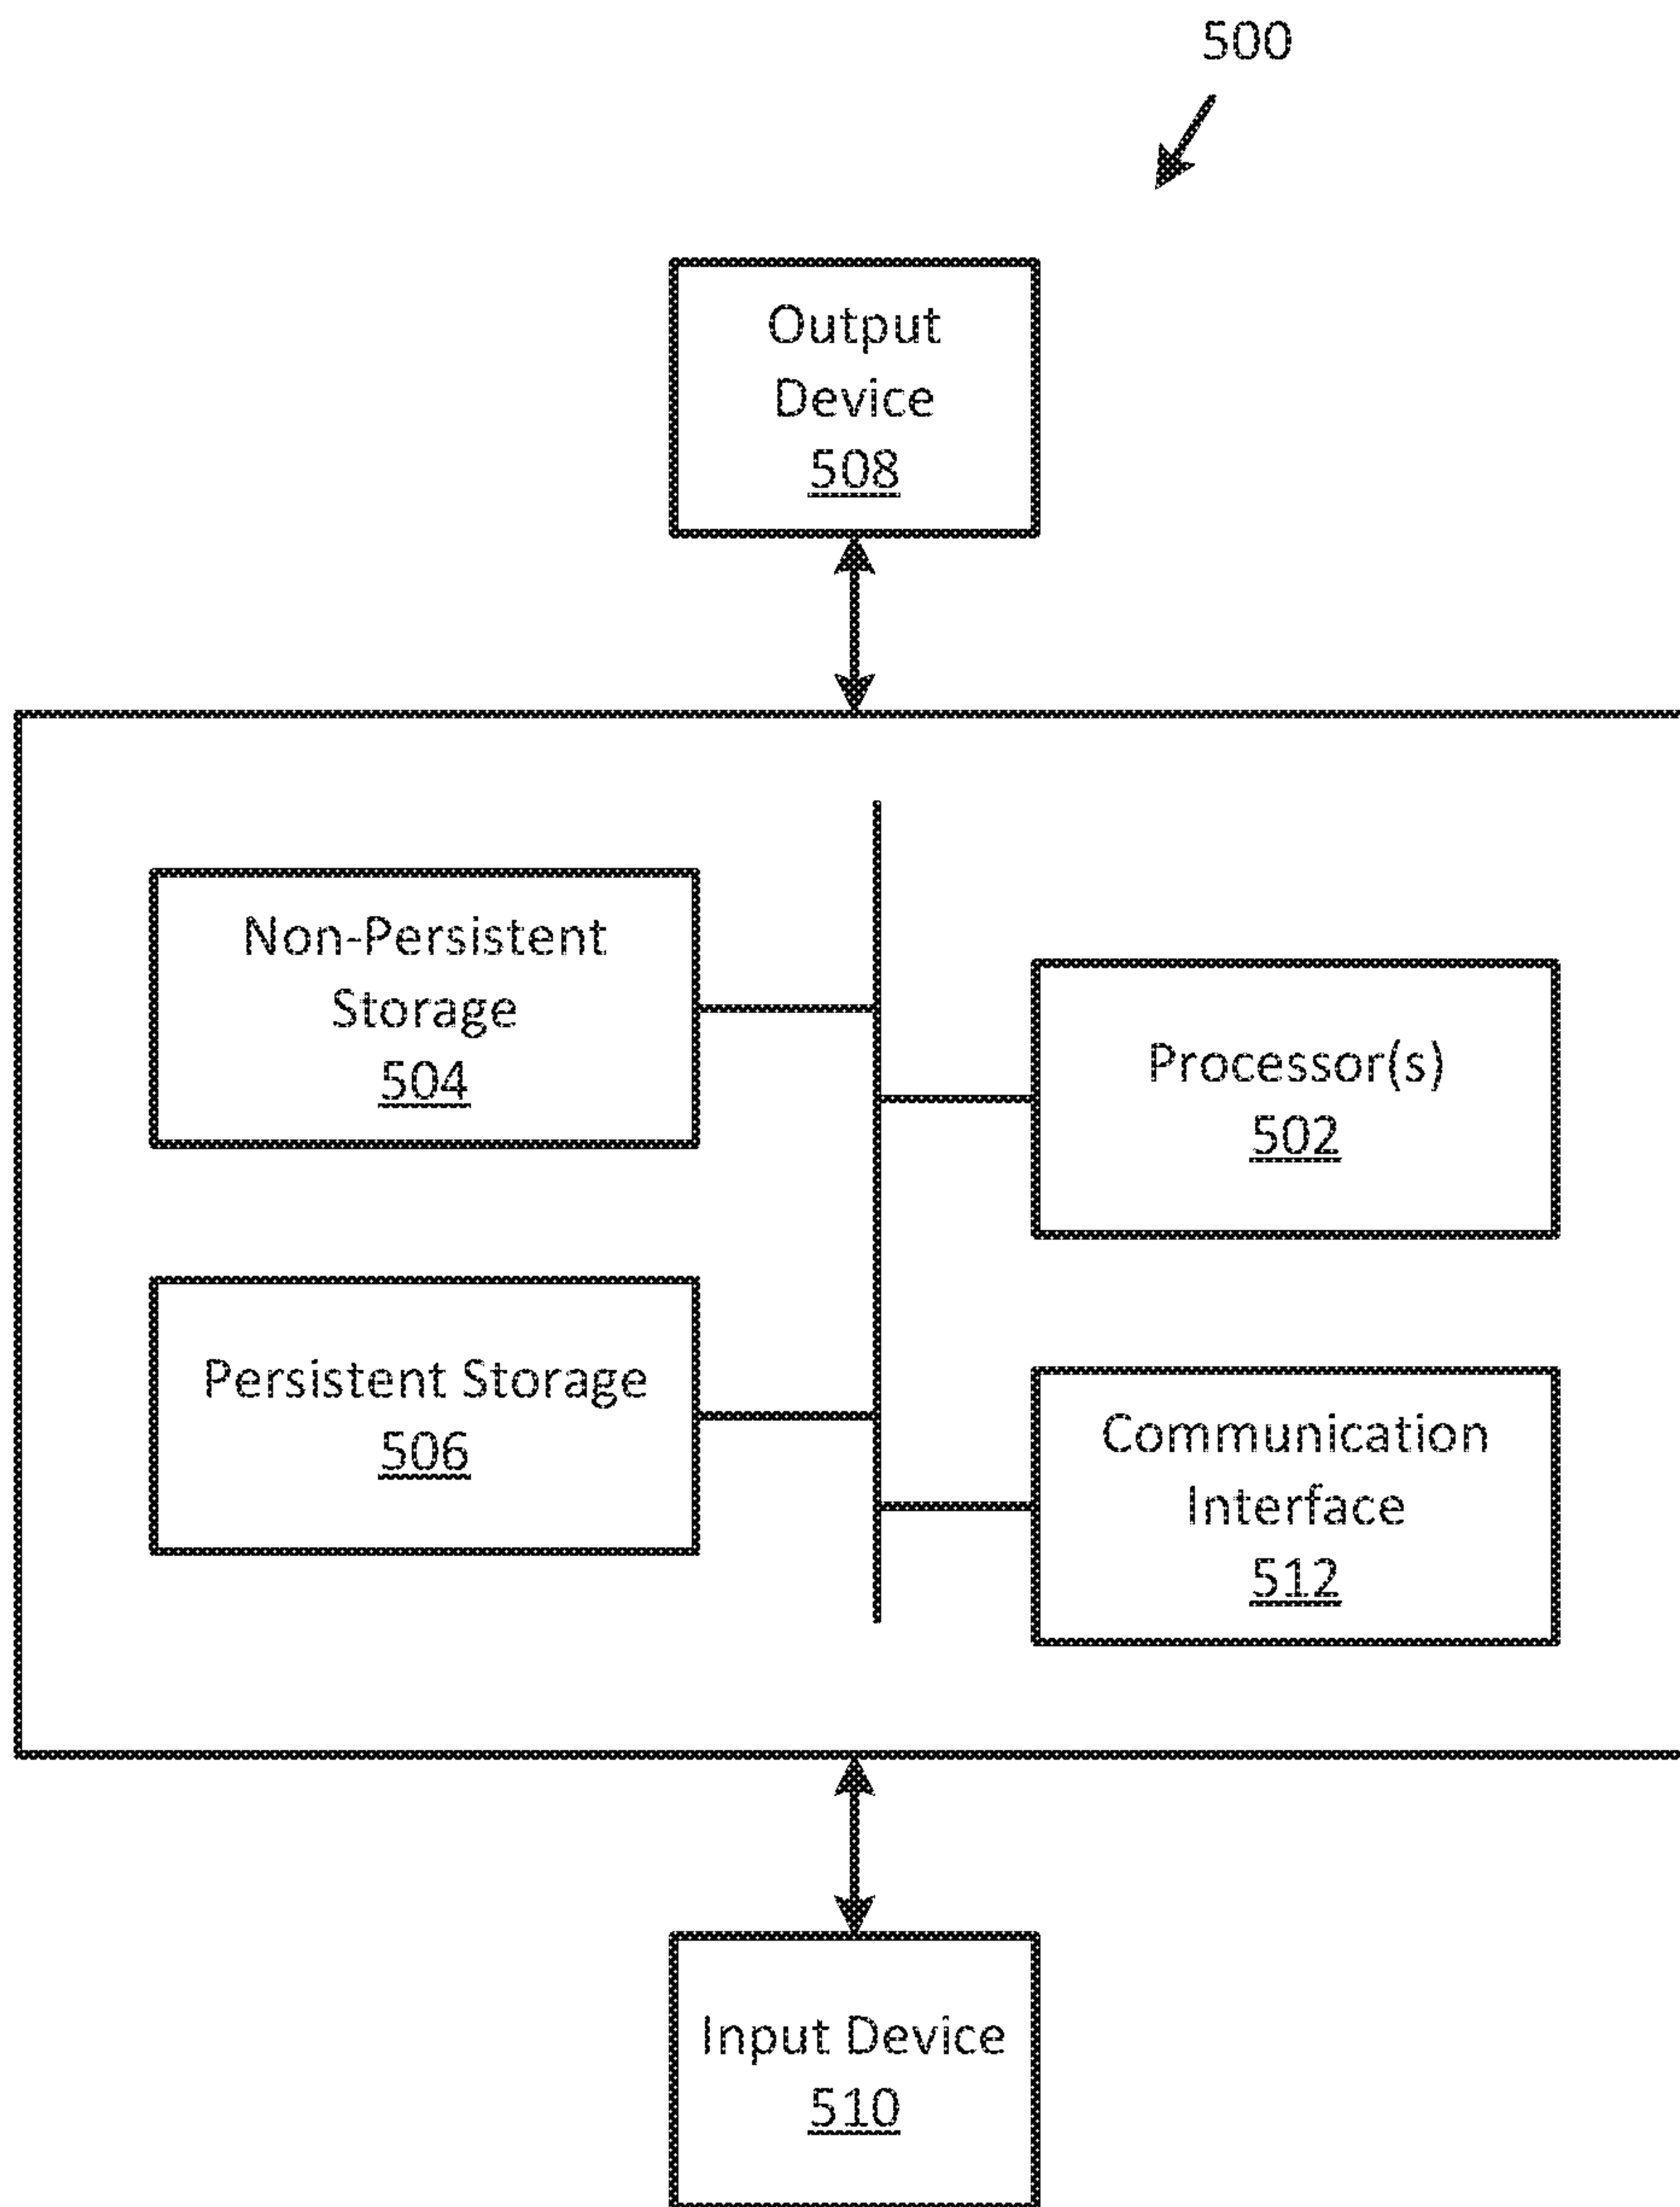 500
Output
Device
508
Non-Persistent
Storage
504
Processor(s)
502
Persistent Storage
506
Communication
Interface
512
Input Device
510